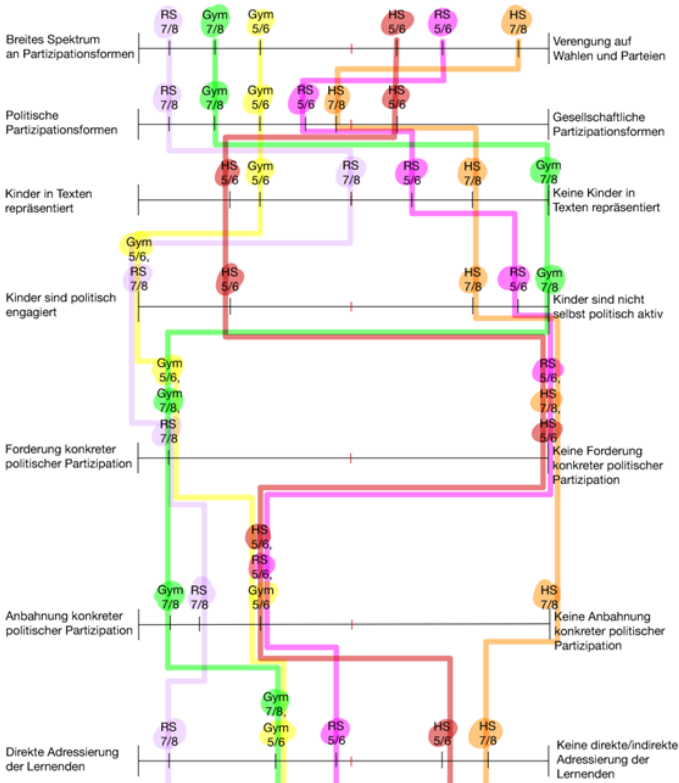 RS Gym Gym HS RS HS
7/8 7/8 5/6 5/6 5/6 7/8
Breites Spektrum
an Partizipationsformen
Verengung auf
Wahlen und Parteien
RS Gym Gym RS HS HS
7/8 7/8 5/6 5/6 7/8 5/6
Politische
Partizipationsformen
Gesellschaftliche
Partizipationsformen
HS Gym RS RS HS Gym
5/6 5/6 7/8 5/6 7/8 7/8
Kinder in Texten
repräsentiert
Keine Kinder in
Texten repräsentiert
Gym
5/6,
RS HS HS RS Gym
7/8 5/6 7/8 5/6 7/8
Kinder sind politisch
engagiert
Kinder sind nicht
selbst politisch aktiv
Gym RS
5/6, 5/6,
Gym HS
7/8, 7/8,
RS HS
7/8 5/6
Forderung konkreter
politischer Partizipation
Keine Forderung
konkreter politischer
Partizipation
HS
5/6,
RS
5/6,
Gym RS Gym HS
7/8 7/8 5/6 7/8
Anbahnung konkreter
politischer Partizipation
Keine Anbahnung
konkreter politischer
Partizipation
Gym
7/8,
RS Gym RS HS HS
7/8 5/6 5/6 5/6 7/8
Direkte Adressierung
der Lernenden
Keine direkte/indirekte
Adressierung der
Lernenden